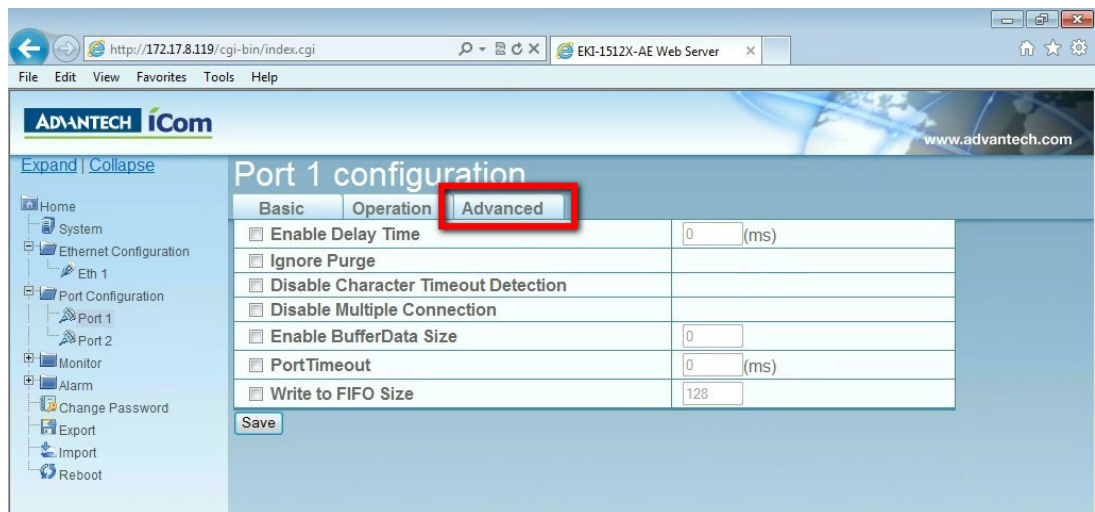 http://172.17.8.119/cgi-bin/index.cgi
EKI-1512X-AE Web Server
File Edit View Favorites Tools Help
ADVANTECH iCom
www.advantech.com
Expand | Collapse
Home
System
Ethernet Configuration
Eth 1
Port Configuration
Port 1
Port 2
Monitor
Alarm
Change Password
Export
Import
Reboot
Port 1 configuration
Basic Operation Advanced
Enable Delay Time 0 (ms)
Ignore Purge
Disable Character Timeout Detection
Disable Multiple Connection
Enable BufferData Size 0
PortTimeout 0 (ms)
Write to FIFO Size 128
Save